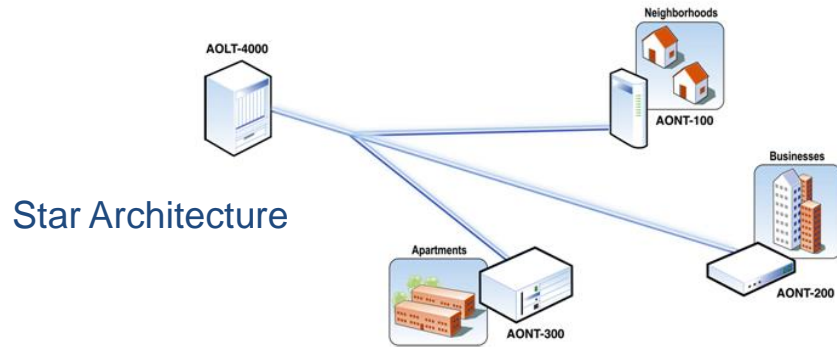 Neighborhoods
AOLT-4000
AONT-100
Businesses
Star Architecture
Apartments
AONT-200
AONT-300